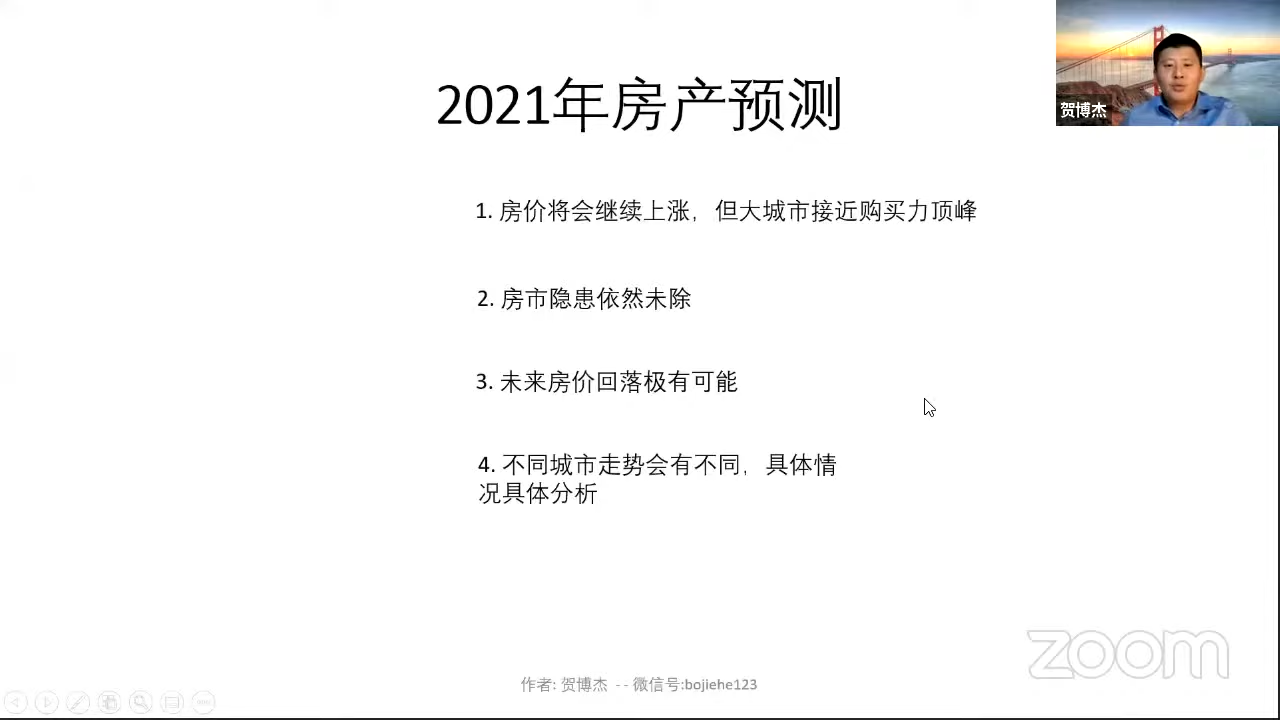 2021年房产预测
贺博杰
1. 房价将会继续上涨，但大城市接近购买力顶峰
2. 房市隐患依然未除
3. 未来房价回落极有可能
4. 不同城市走势会有不同，具体情
况具体分析
zoom
作者: 贺博杰 -- 微信号:bojiehe123